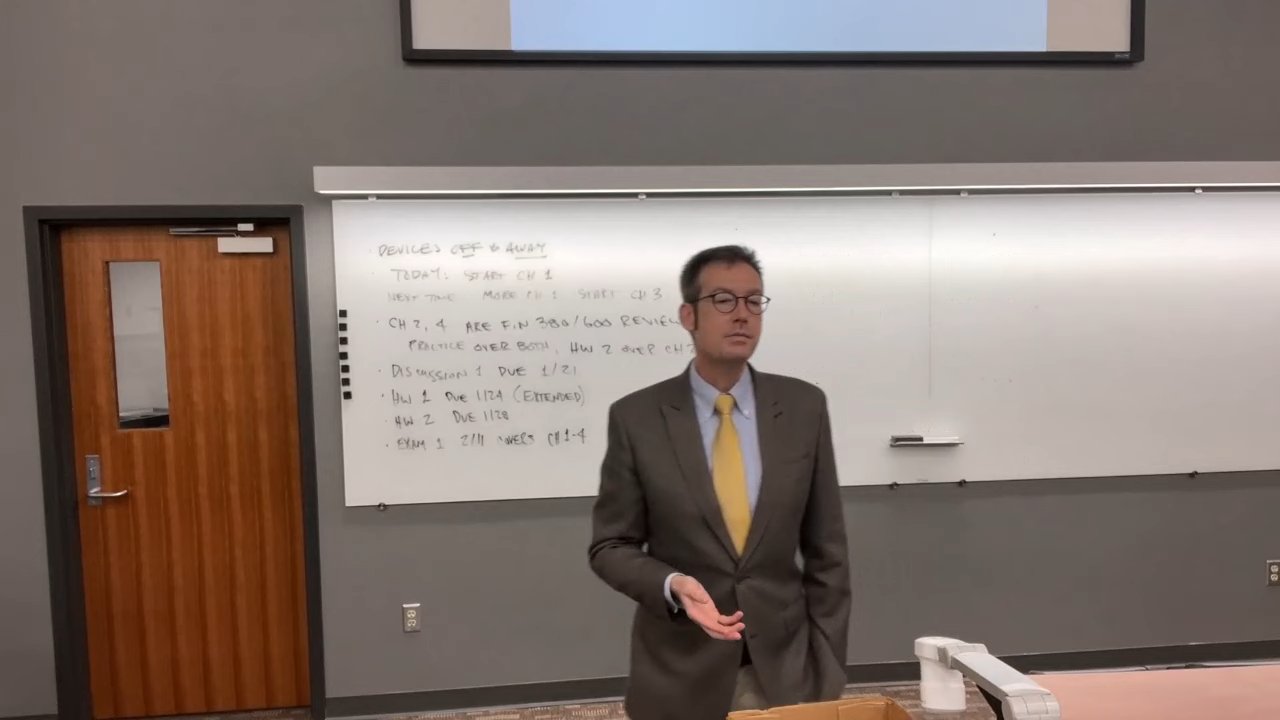 · DEVICES OFF & AWAY
· TODAY: START CH 1
NEXT TIME MORE CH 1 START CH 3
· CH 2, 4 ARE FIN 380/600 REVIEW
PRACTICE OVER BOTH, HW 2 OVER CH
· DISCUSSION 1 DUE 1/21
· HW 1 DUE 1/24 (EXTENDED)
· HW 2 DUE 1/28
· EXAM 1 2/11 COVERS CH 1-4